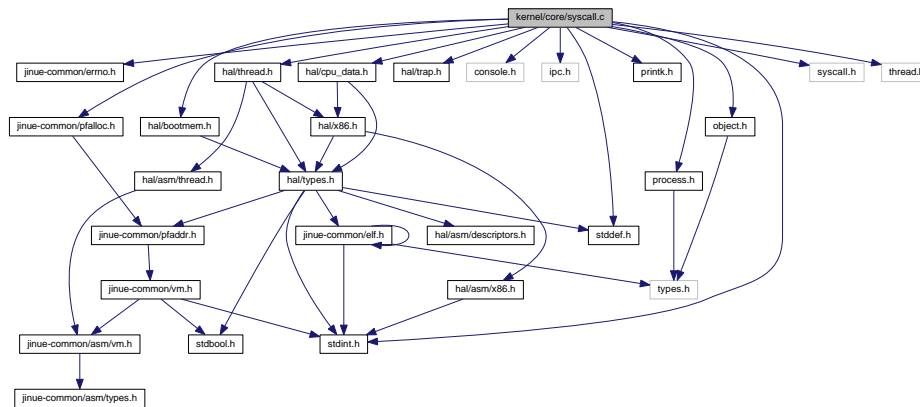 kernel/core/syscall.c
jinue-common/errno.h
hal/thread.h
hal/cpu_data.h
hal/trap.h
console.h
ipc.h
printk.h
syscall.h
thread.h
jinue-common/pfalloc.h
hal/bootmem.h
hal/x86.h
object.h
hal/asm/thread.h
hal/types.h
process.h
jinue-common/pfaddr.h
jinue-common/elf.h
hal/asm/descriptors.h
stddef.h
jinue-common/vm.h
hal/asm/x86.h
types.h
jinue-common/asm/vm.h
stdbool.h
stdint.h
jinue-common/asm/types.h